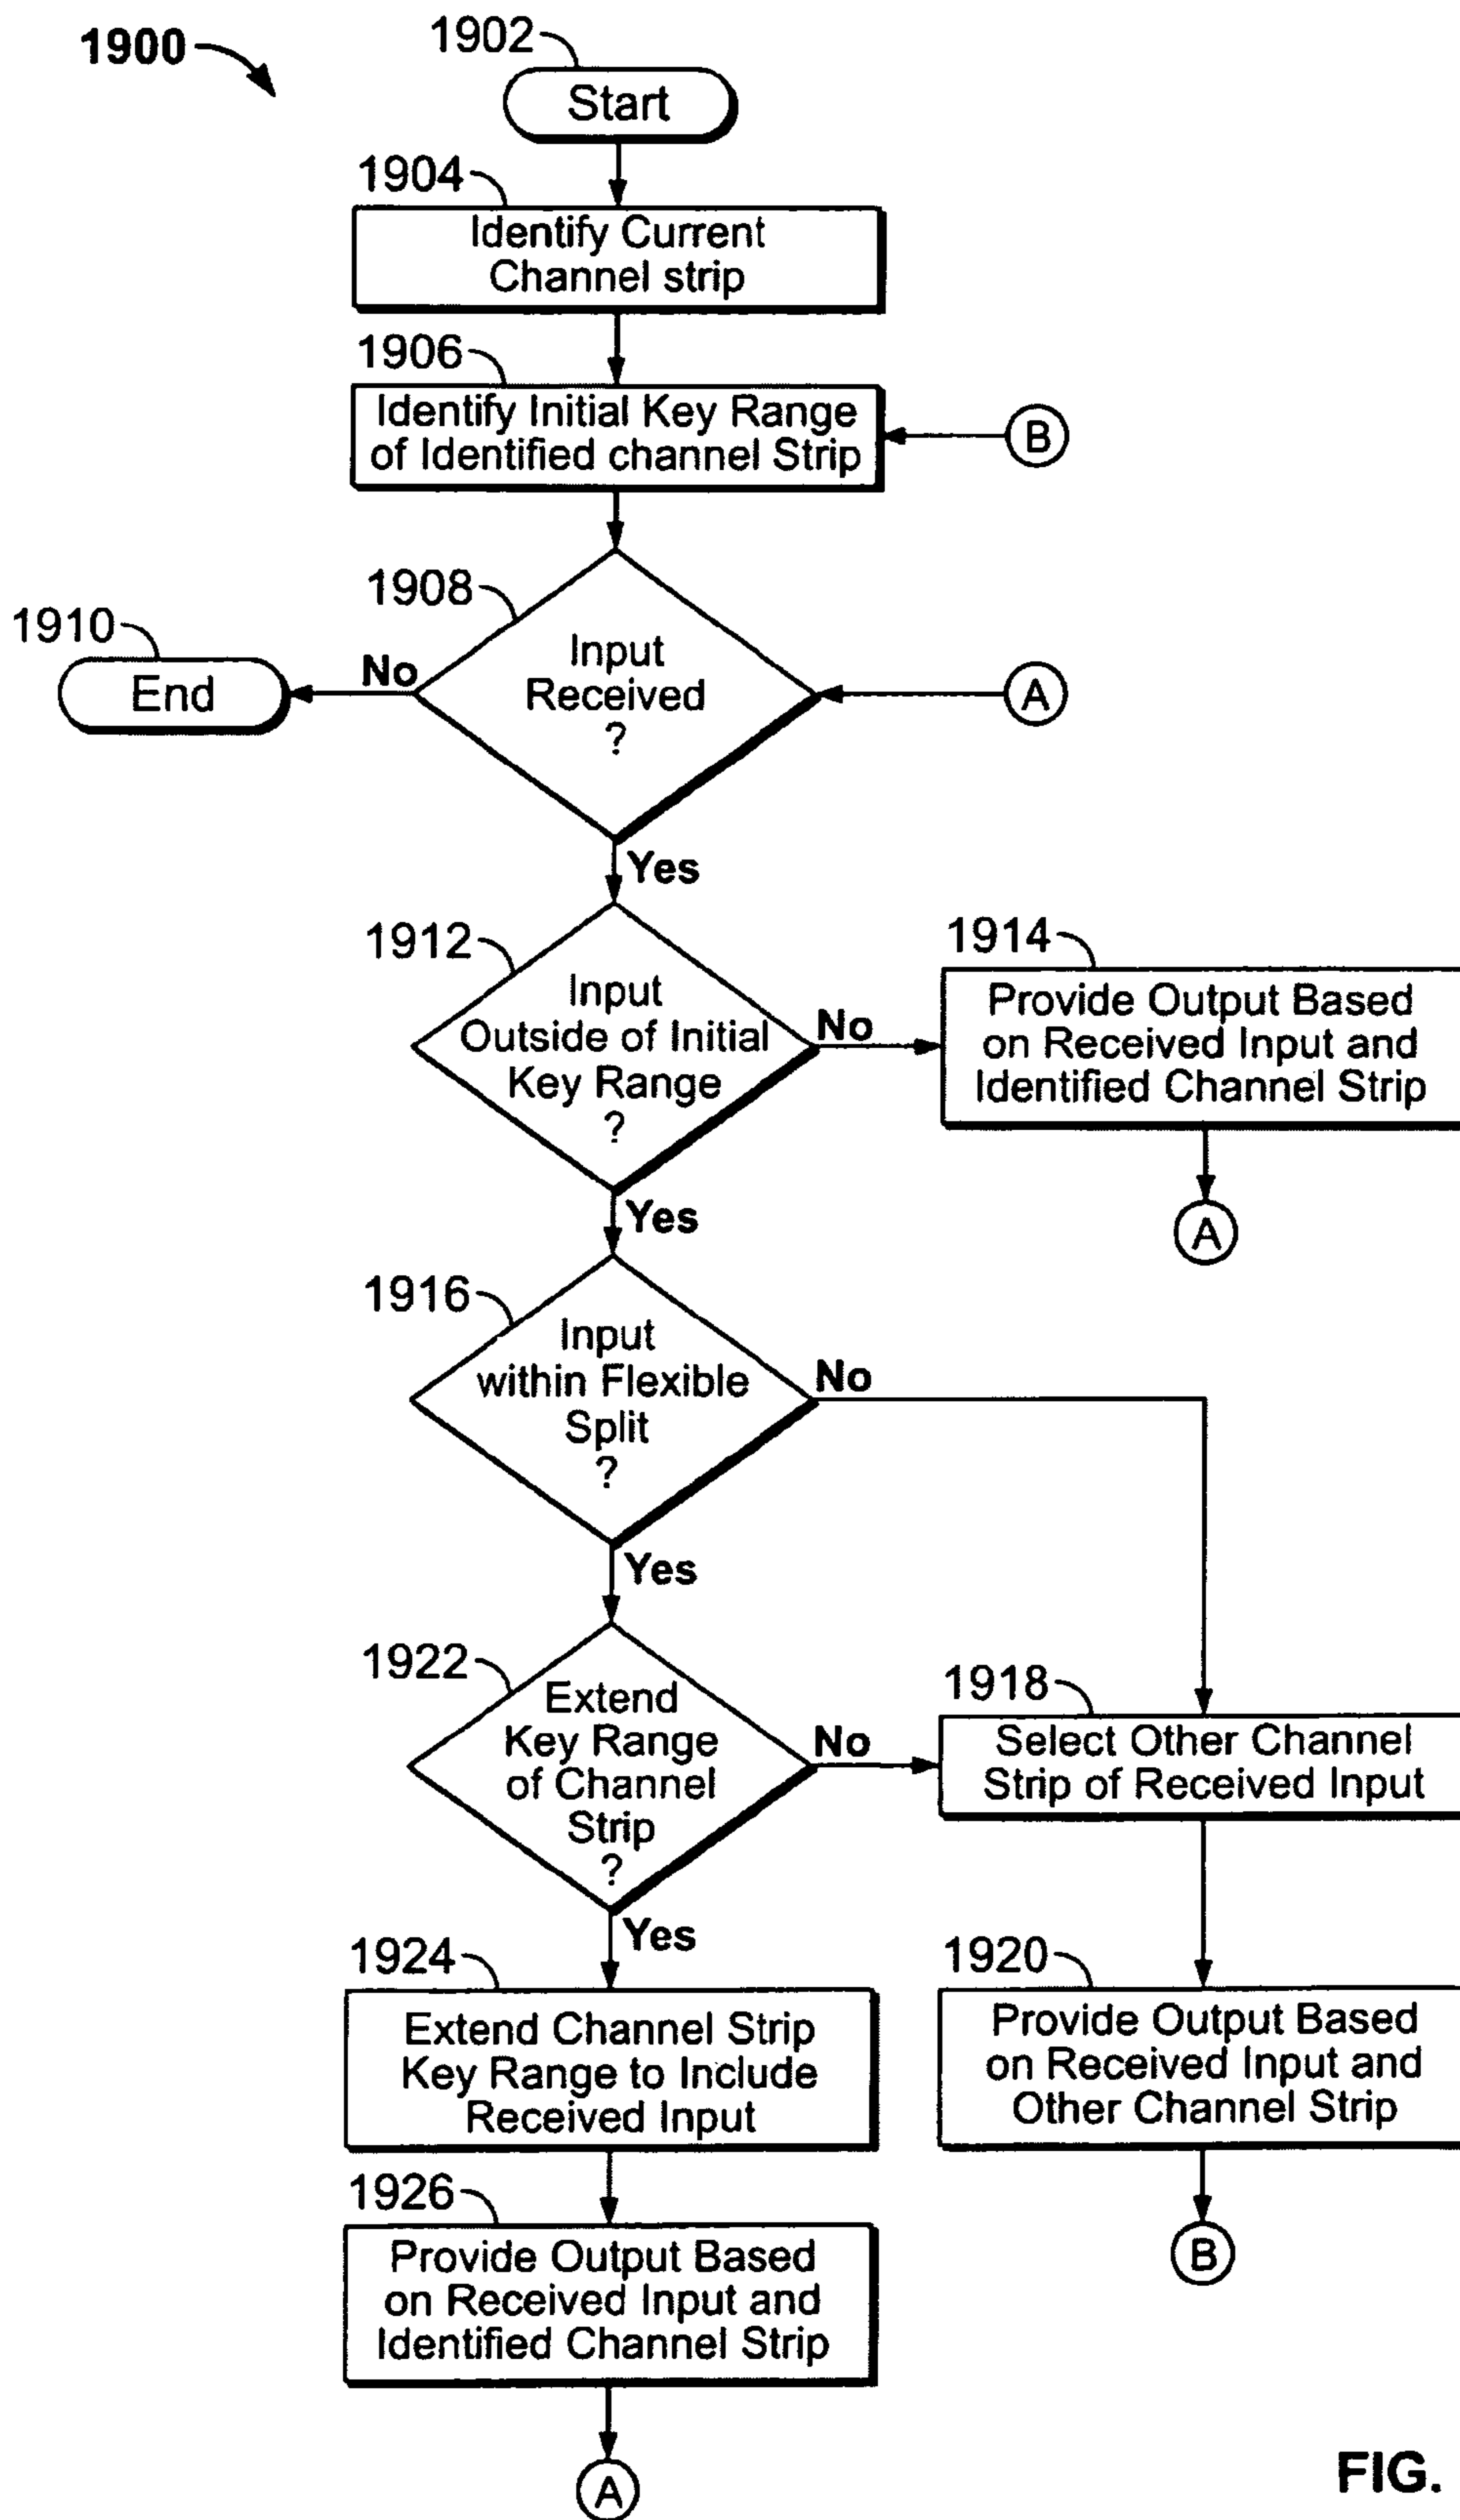 1900
1902
Start
1904
Identify Current
Channel strip
1906
Identify Initial Key Range
of Identified channel Strip
B
1908
Input
Received
?
1910
End
No
A
Yes
1912
Input
Outside of Initial
Key Range
?
No
1914
Provide Output Based
on Received Input and
Identified Channel Strip
A
Yes
1916
Input
within Flexible
Split
?
No
Yes
1922
Extend
Key Range
of Channel
Strip
?
No
1918
Select Other Channel
Strip of Received Input
Yes
1924
Extend Channel Strip
Key Range to Include
Received Input
1920
Provide Output Based
on Received Input and
Other Channel Strip
B
1926
Provide Output Based
on Received Input and
Identified Channel Strip
A
FIG.